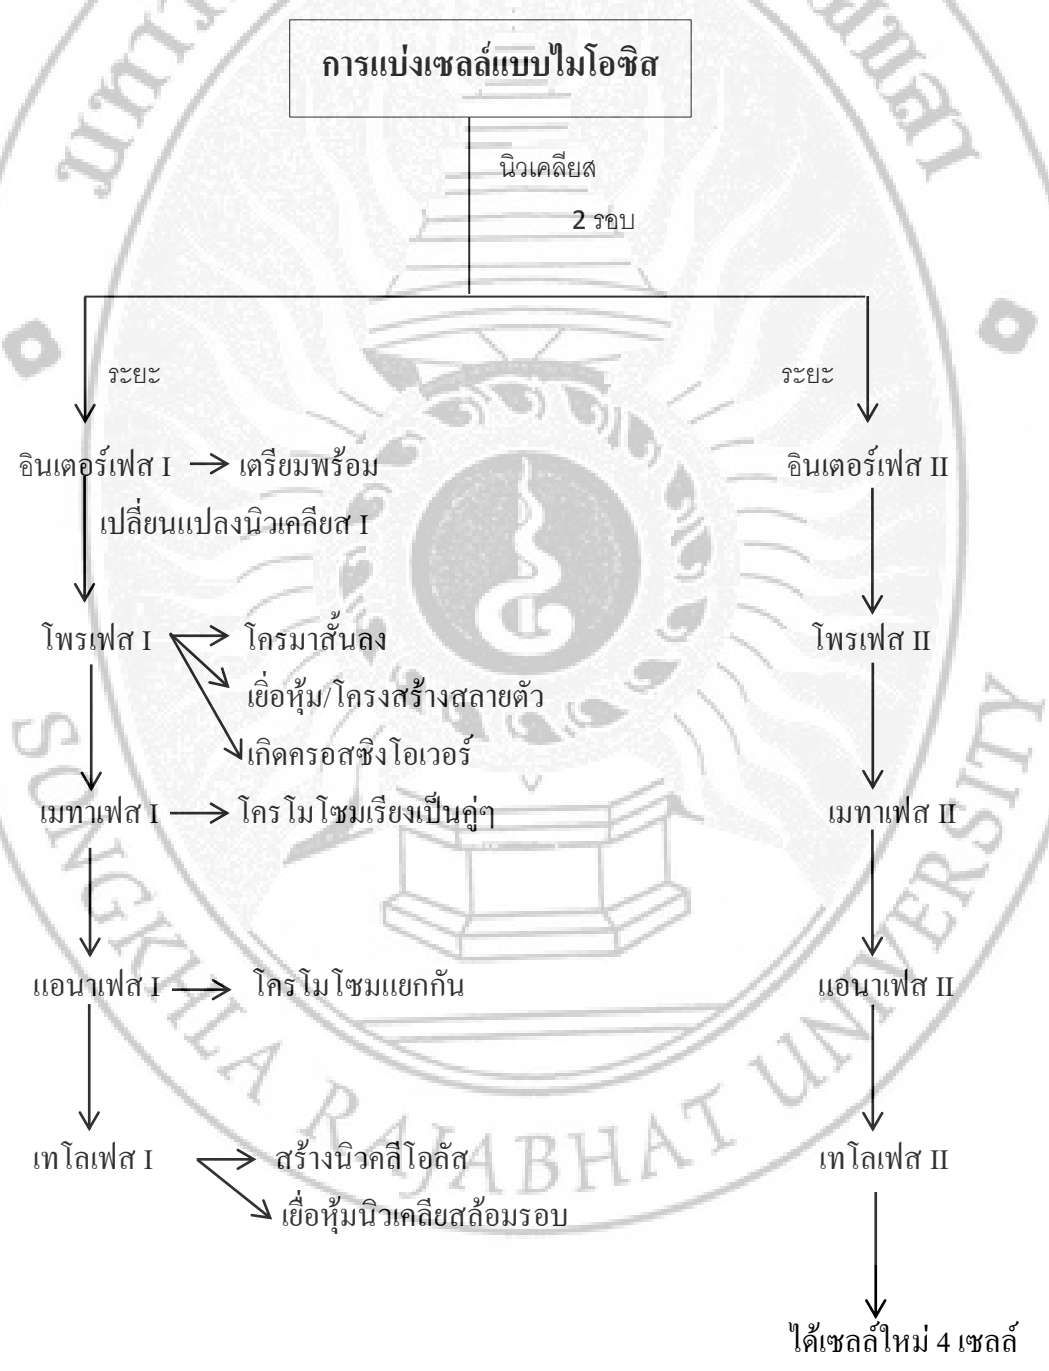 การแบ่งเซลล์แบบไมโอซิส
นิวเคลียส
2 รอบ
ระยะ
ระยะ
อินเตอร์เฟส I
เตรียมพร้อม
อินเตอร์เฟส II
เปลี่ยนแปลงนิวเคลียส I
โพรเฟส I
โครมาสั้นลง
โพรเฟส II
เยื่อหุ้ม/โครงสร้างสลายตัว
เกิดครอสซิงโอเวอร์
เมทาเฟส I
โครโมโซมเรียงเป็นคู่ๆ
เมทาเฟส II
แอนาเฟส I
โครโมโซมแยกกัน
แอนาเฟส II
เทโลเฟส I
สร้างนิวคลีโอลัส
เทโลเฟส II
เยื่อหุ้มนิวเคลียสล้อมรอบ
ได้เซลล์ใหม่ 4 เซลล์
SONGKHLA RAJABHAT UNIVERSITY